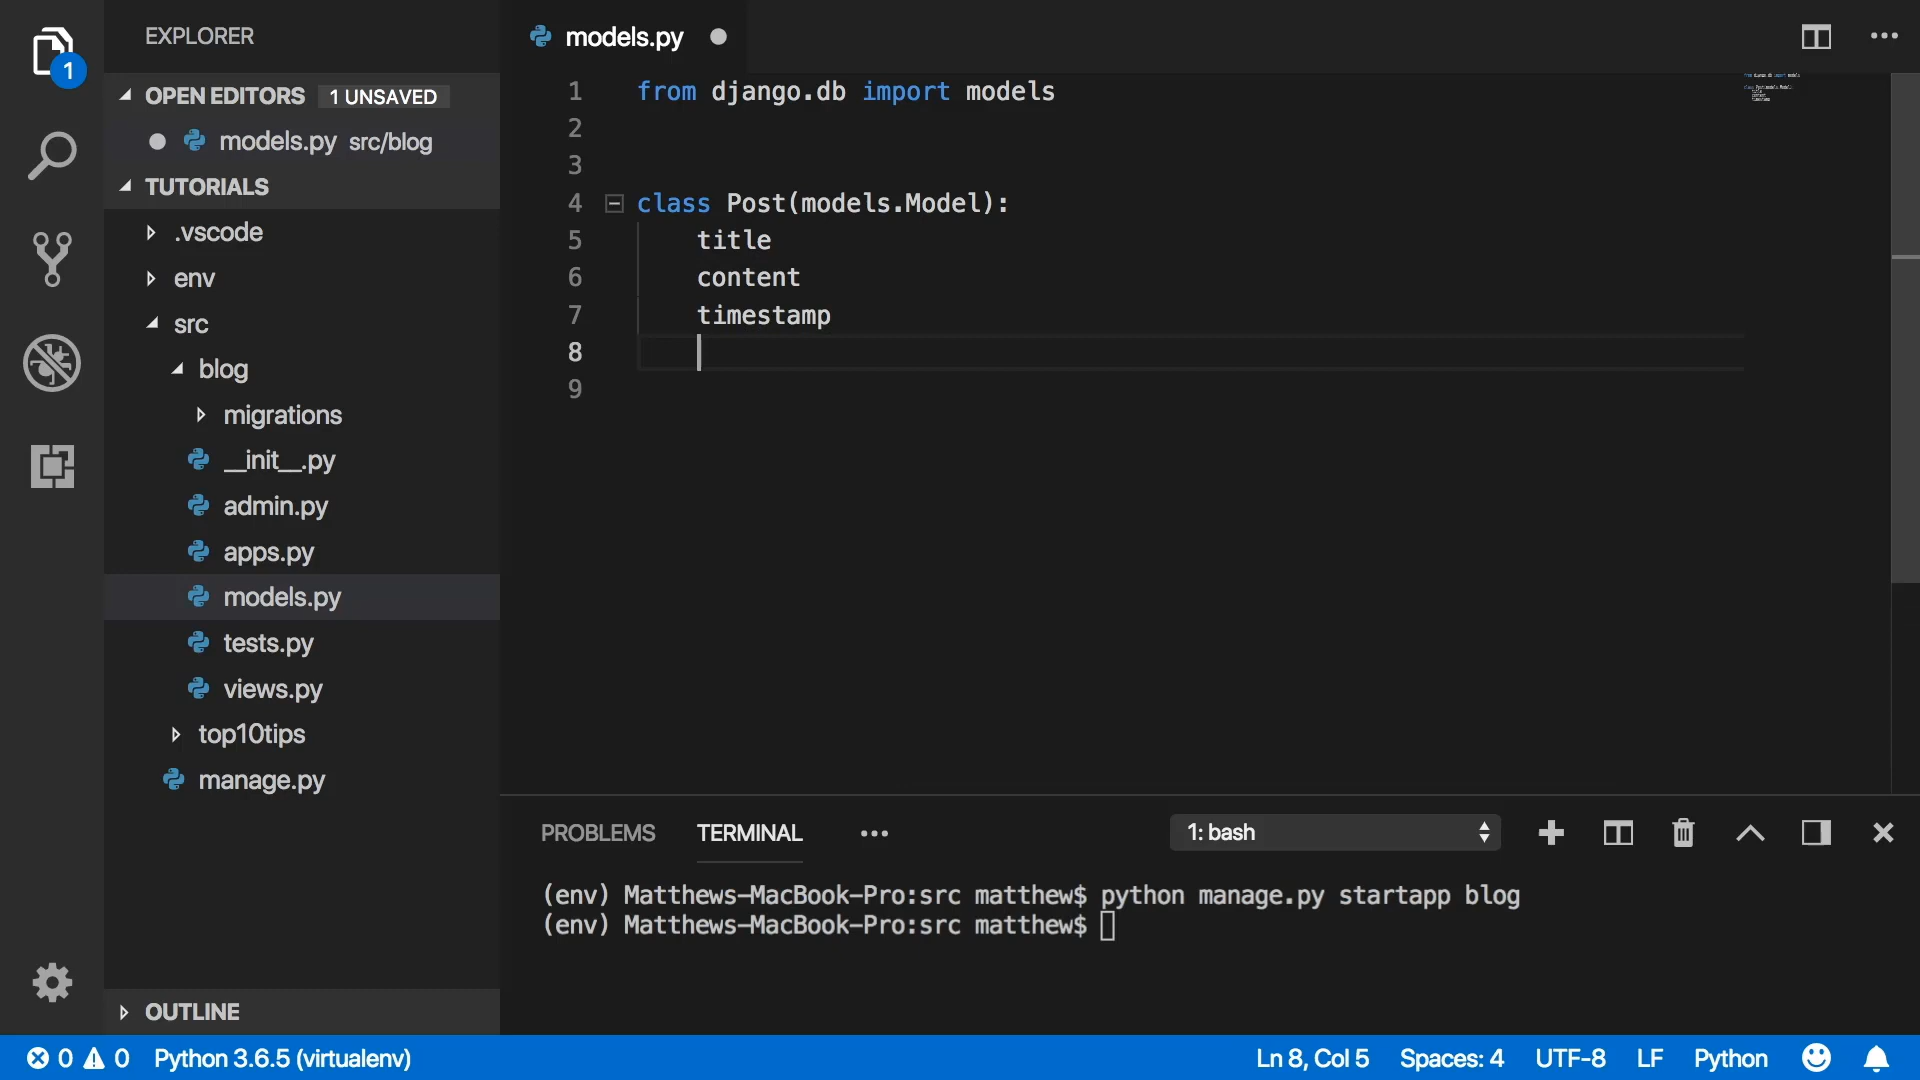 EXPLORER
1
OPEN EDITORS 1 UNSAVED
models.py src/blog
TUTORIALS
.vscode
env
src
blog
migrations
__init__.py
admin.py
apps.py
models.py
tests.py
views.py
top10tips
manage.py
OUTLINE
models.py
1 from django.db import models
2
3
4 class Post(models.Model):
5 title
6 content
7 timestamp
8
9
PROBLEMS TERMINAL 1: bash
(env) Matthews-MacBook-Pro:src matthew$ python manage.py startapp blog
(env) Matthews-MacBook-Pro:src matthew$
0 0 Python 3.6.5 (virtualenv) Ln 8, Col 5 Spaces: 4 UTF-8 LF Python